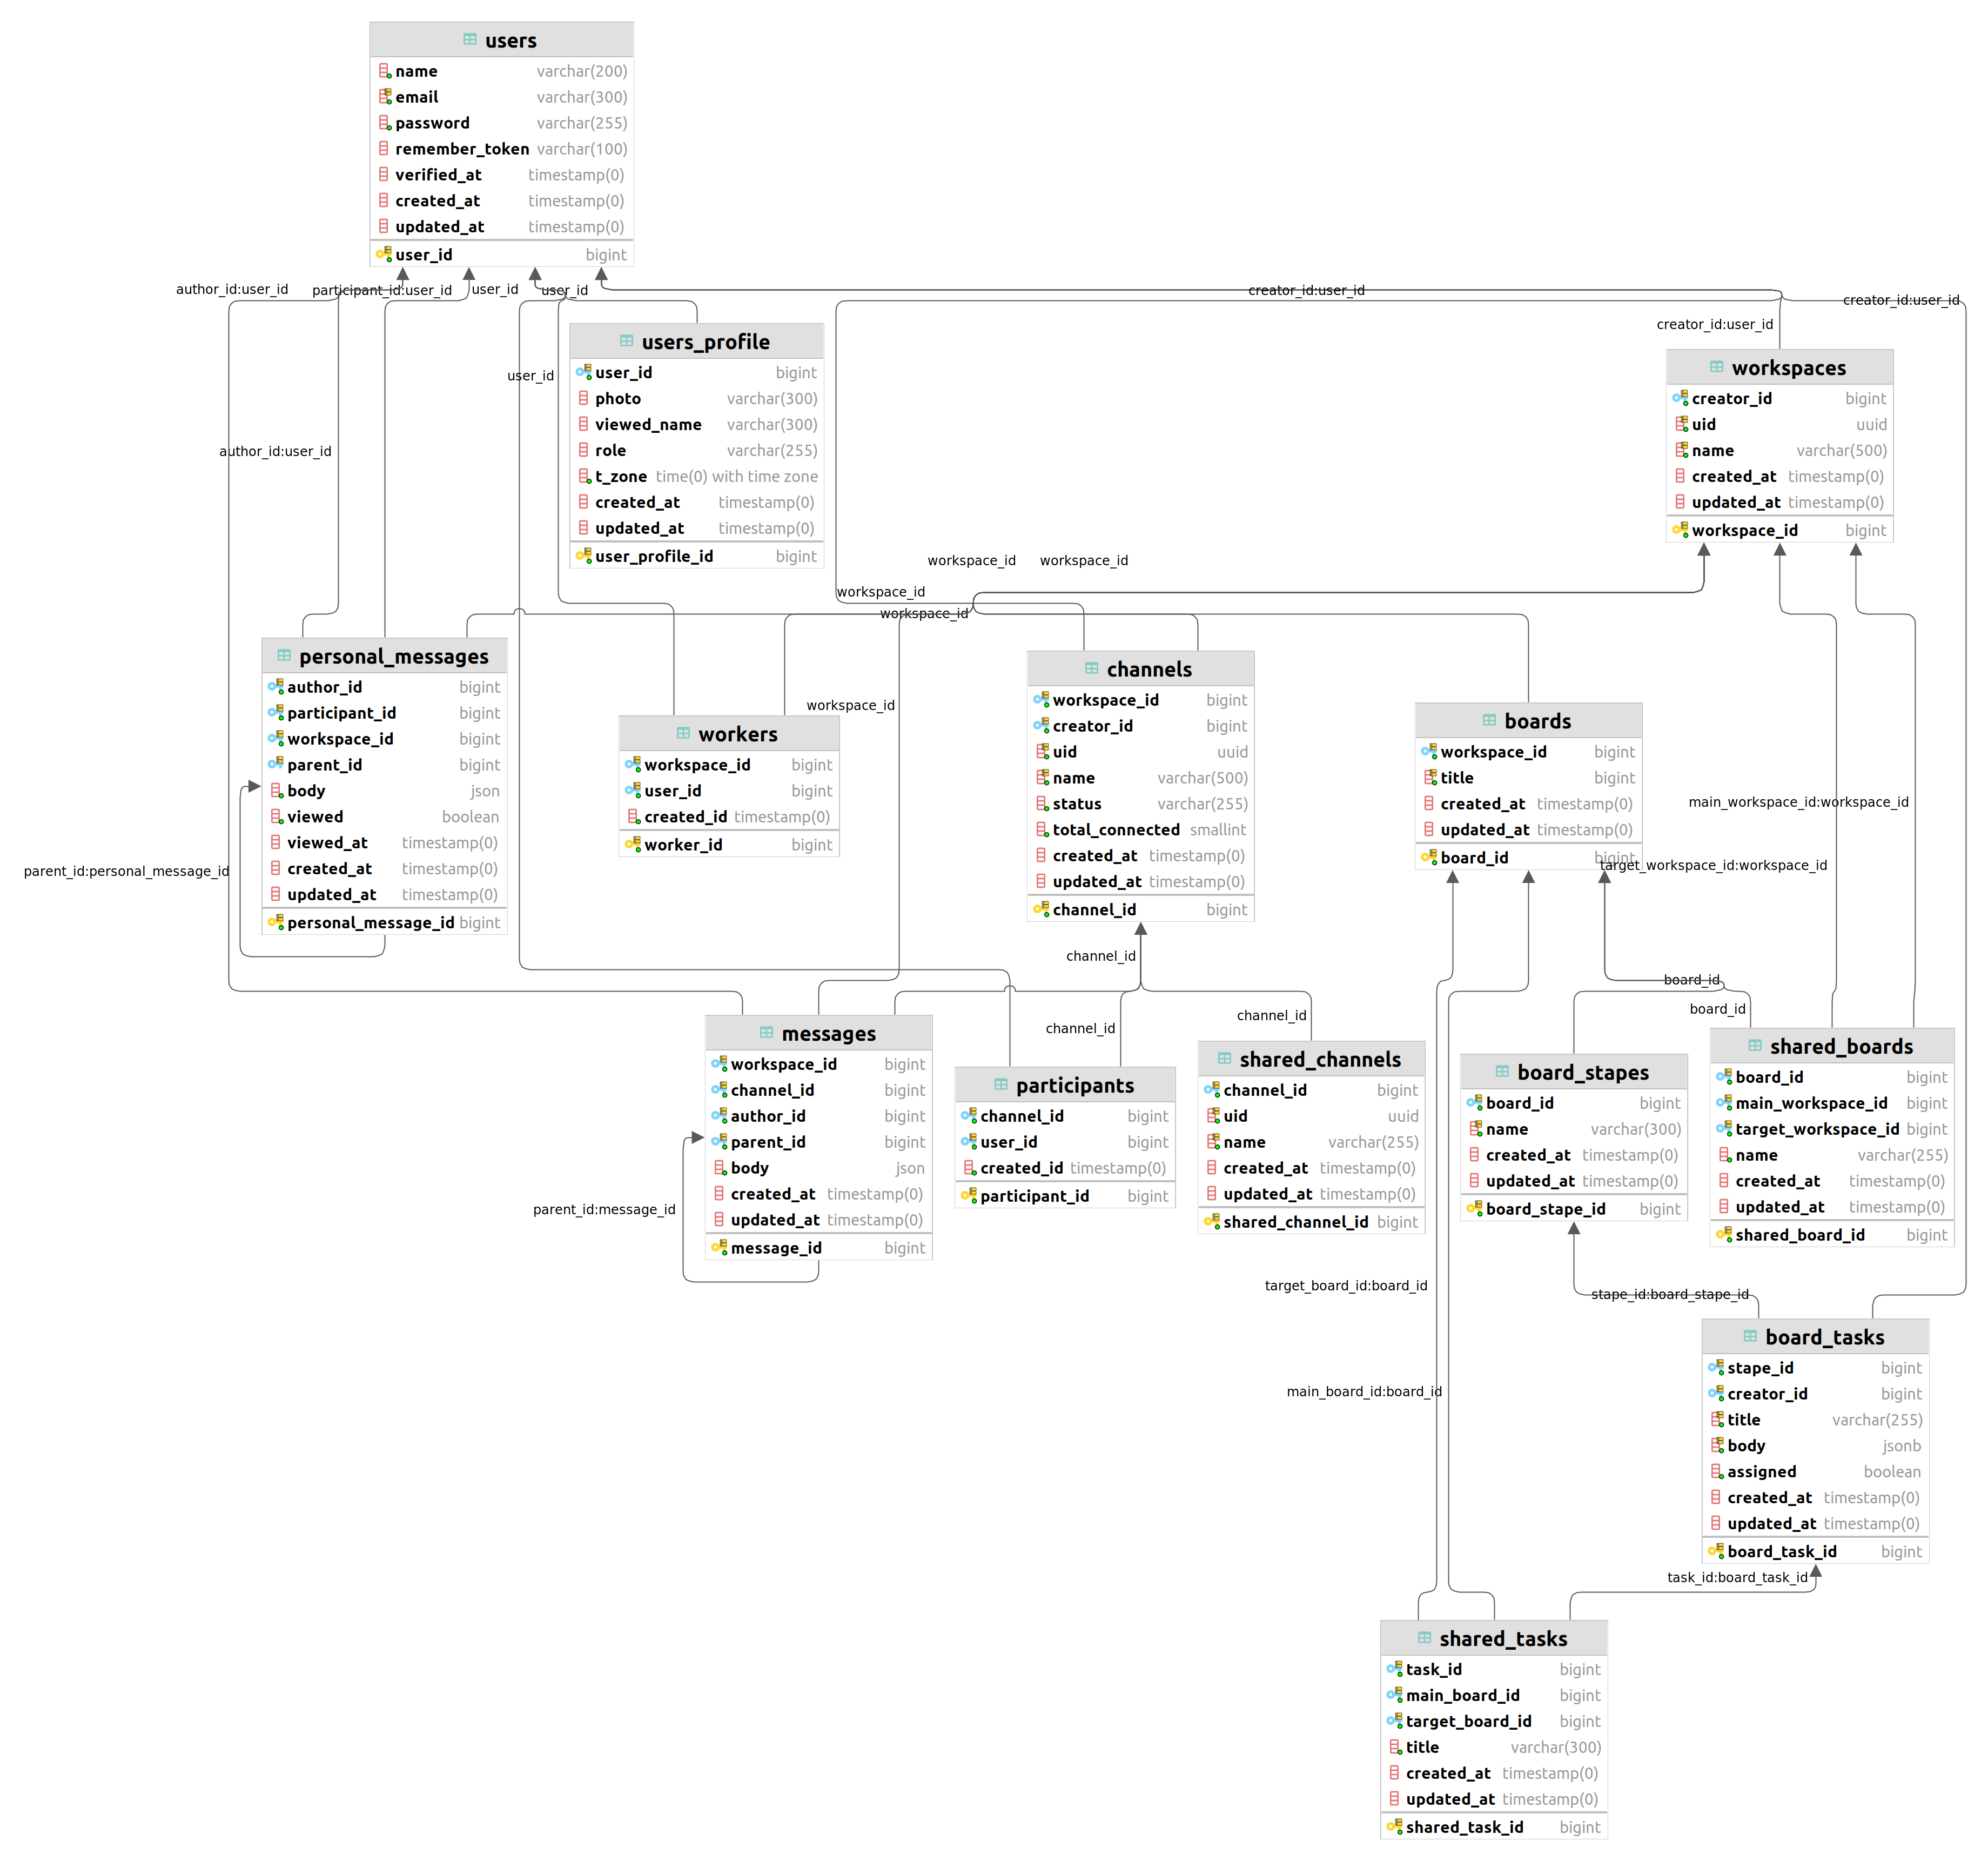 users
name varchar(200)
email varchar(300)
password varchar(255)
remember_token varchar(100)
verified_at timestamp(0)
created_at timestamp(0)
updated_at timestamp(0)
user_id bigint
author_id:user_id
participant_id:user_id
user_id
user_id
creator_id:user_id
creator_id:user_id
creator_id:user_id
users_profile
user_id bigint
photo varchar(300)
viewed_name varchar(300)
role varchar(255)
t_zone time(0) with time zone
created_at timestamp(0)
updated_at timestamp(0)
user_profile_id bigint
user_id
author_id:user_id
workspaces
creator_id bigint
uid uuid
name varchar(500)
created_at timestamp(0)
updated_at timestamp(0)
workspace_id bigint
workspace_id
workspace_id
workspace_id
workspace_id
personal_messages
author_id bigint
participant_id bigint
workspace_id bigint
parent_id bigint
body json
viewed boolean
viewed_at timestamp(0)
created_at timestamp(0)
updated_at timestamp(0)
personal_message_id bigint
parent_id:personal_message_id
workspace_id
workers
workspace_id bigint
user_id bigint
created_id timestamp(0)
worker_id bigint
channels
workspace_id bigint
creator_id bigint
uid uuid
name varchar(500)
status varchar(255)
total_connected smallint
created_at timestamp(0)
updated_at timestamp(0)
channel_id bigint
boards
workspace_id bigint
title bigint
created_at timestamp(0)
updated_at timestamp(0)
board_id bigint
main_workspace_id:workspace_id
target_workspace_id:workspace_id
channel_id
channel_id
channel_id
board_id
board_id
messages
workspace_id bigint
channel_id bigint
author_id bigint
parent_id bigint
body json
created_at timestamp(0)
updated_at timestamp(0)
message_id bigint
parent_id:message_id
participants
channel_id bigint
user_id bigint
created_id timestamp(0)
participant_id bigint
shared_channels
channel_id bigint
uid uuid
name varchar(255)
created_at timestamp(0)
updated_at timestamp(0)
shared_channel_id bigint
board_stapes
board_id bigint
name varchar(300)
created_at timestamp(0)
updated_at timestamp(0)
board_stape_id bigint
shared_boards
board_id bigint
main_workspace_id bigint
target_workspace_id bigint
name varchar(255)
created_at timestamp(0)
updated_at timestamp(0)
shared_board_id bigint
target_board_id:board_id
stape_id:board_stape_id
main_board_id:board_id
board_tasks
stape_id bigint
creator_id bigint
title varchar(255)
body jsonb
assigned boolean
created_at timestamp(0)
updated_at timestamp(0)
board_task_id bigint
task_id:board_task_id
shared_tasks
task_id bigint
main_board_id bigint
target_board_id bigint
title varchar(300)
created_at timestamp(0)
updated_at timestamp(0)
shared_task_id bigint